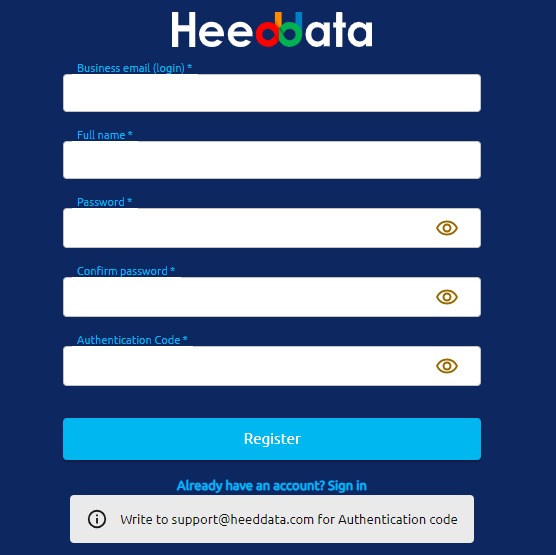 Heeddata
Business email (login) *
Full name *
Password *
Confirm password *
Authentication Code *
Register
Already have an account? Sign in
Write to support@heeddata.com for Authentication code